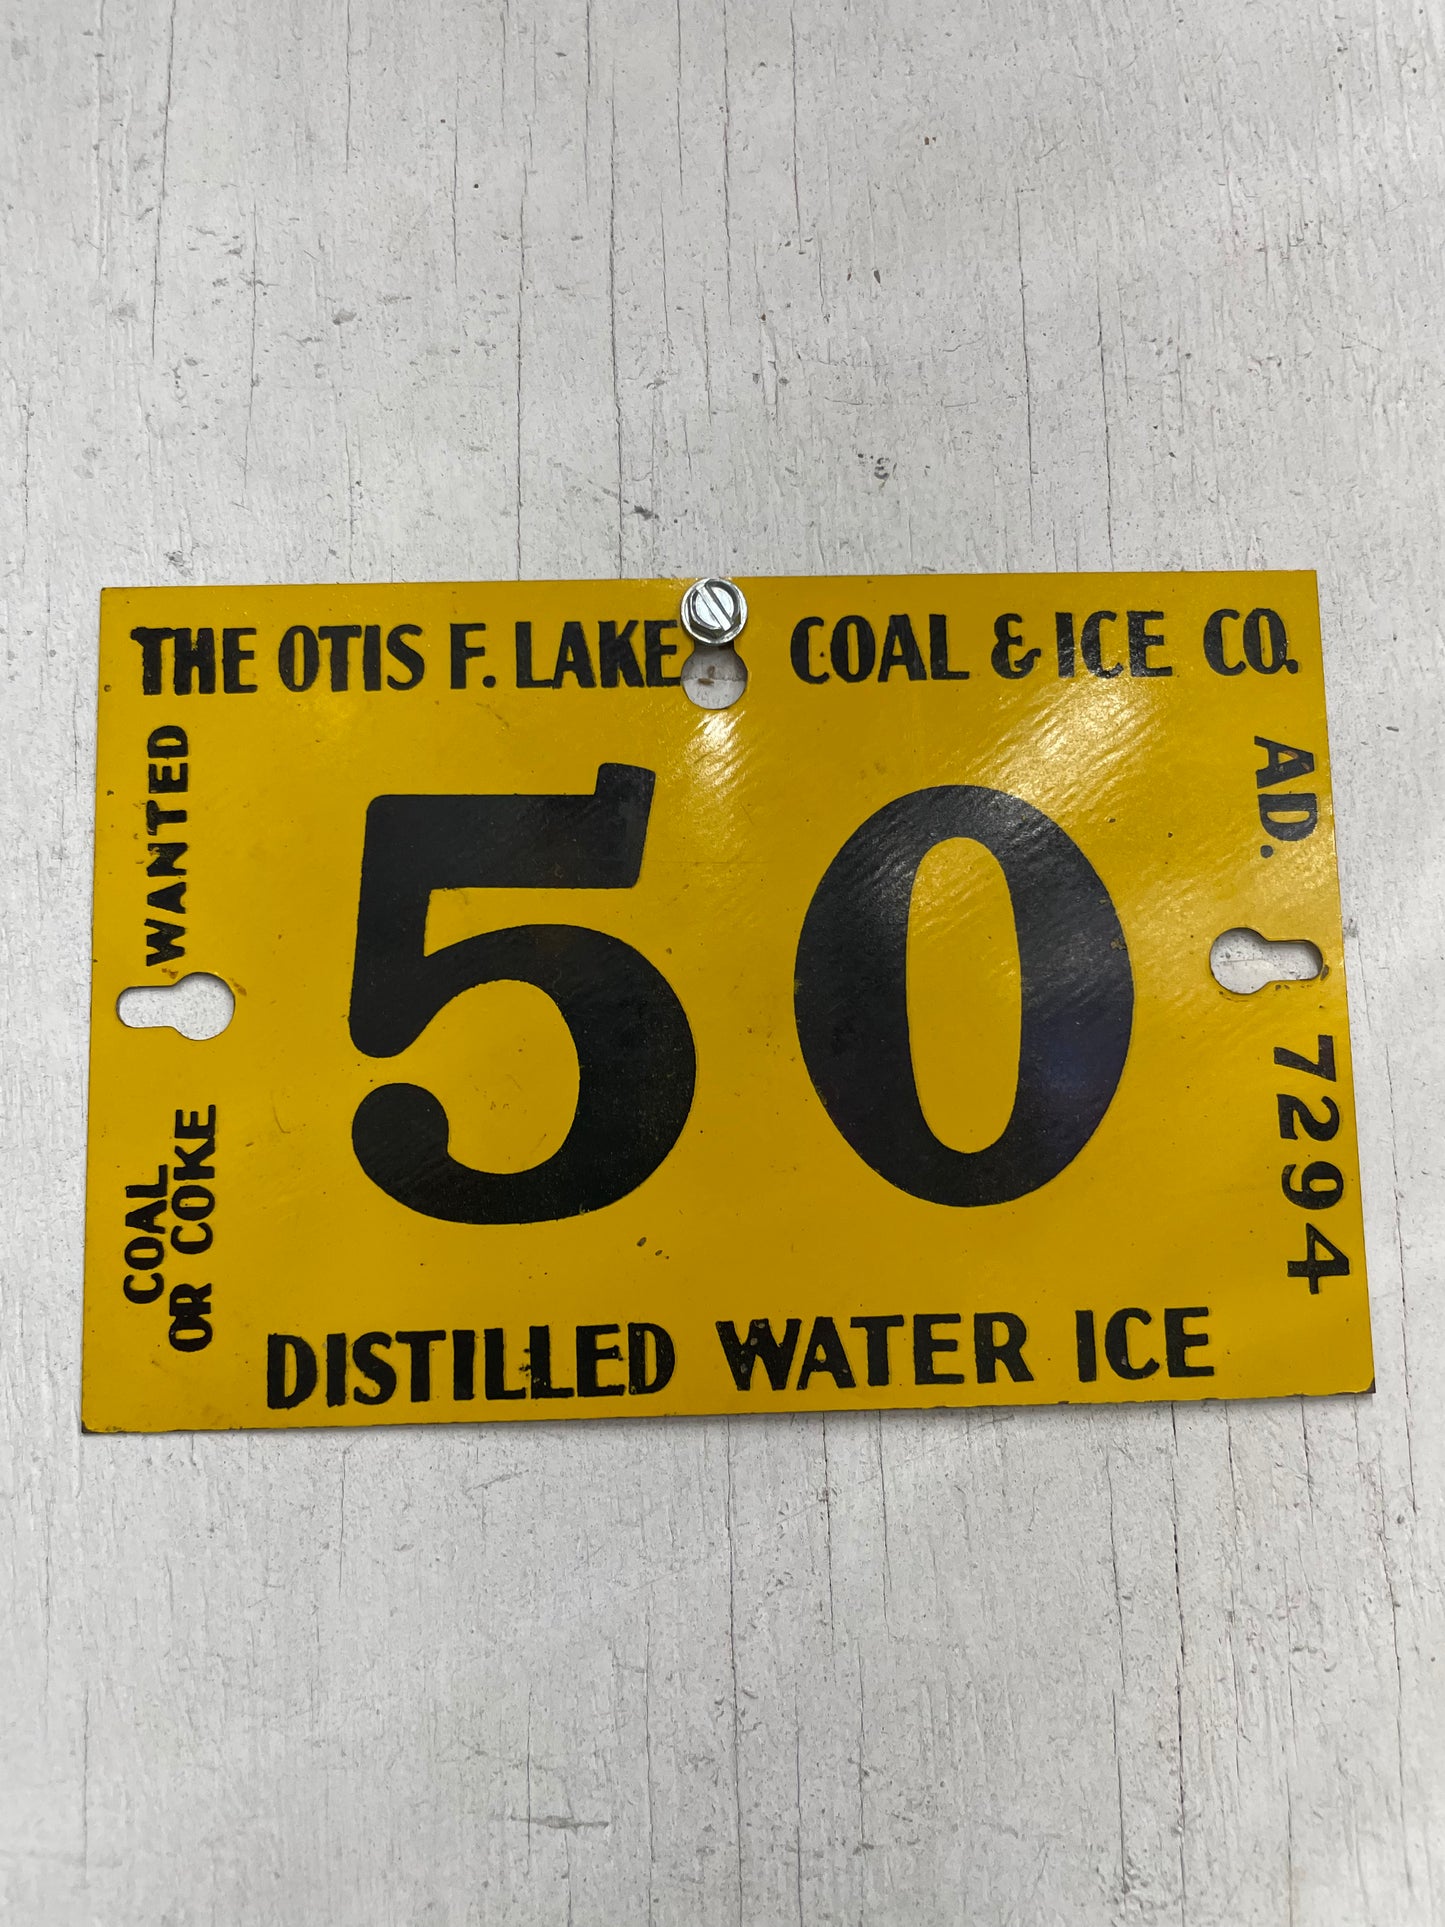 THE OTIS F. LAKE COAL & ICE CO.
WANTED
COAL
OR COKE
50
AD. 7294
DISTILLED WATER ICE